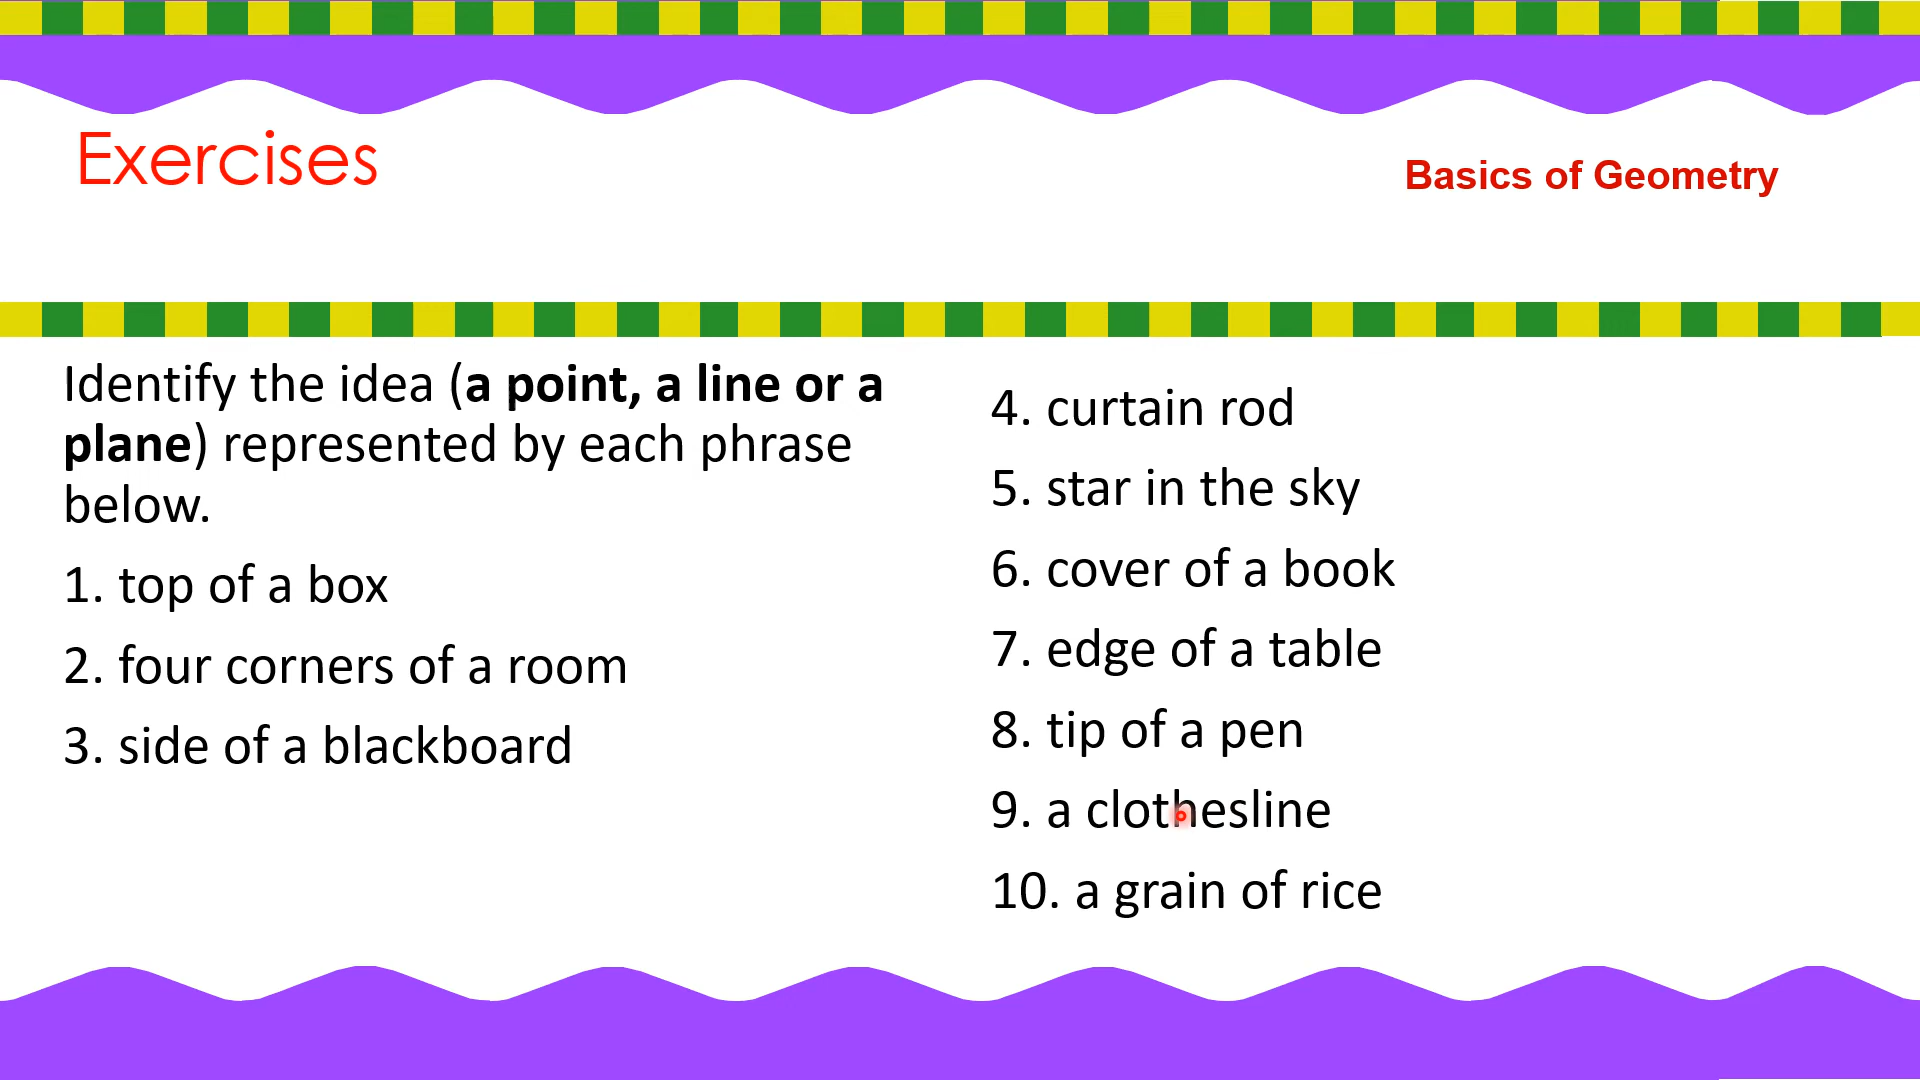 Exercises
Basics of Geometry
Identify the idea (a point, a line or a
plane) represented by each phrase
below.
1. top of a box
2. four corners of a room
3. side of a blackboard
4. curtain rod
5. star in the sky
6. cover of a book
7. edge of a table
8. tip of a pen
9. a clothesline
10. a grain of rice